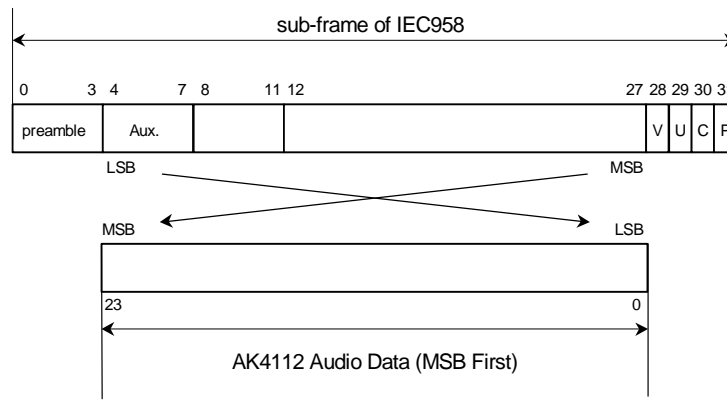 sub-frame of IEC958
0 3 4 7 8 11 12 27 28 29 30 3
preamble Aux. V U C P
LSB MSB
MSB LSB
23 0
AK4112 Audio Data (MSB First)